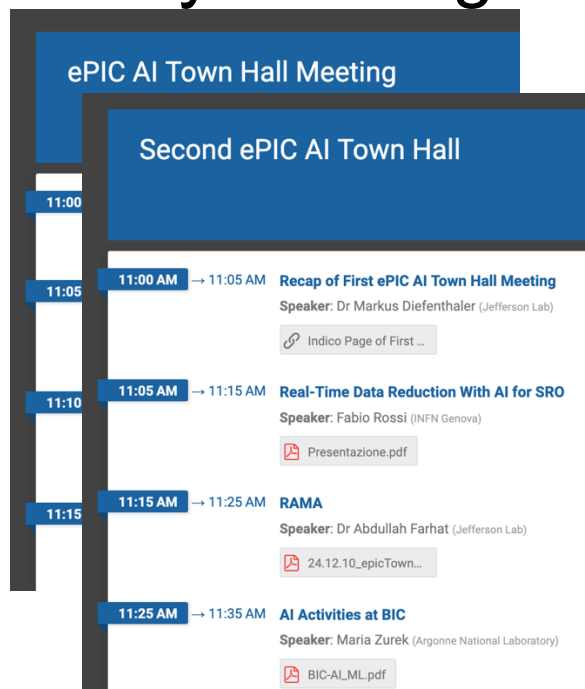 ePIC AI Town Hall Meeting
11:00
11:05
11:10
11:15
Second ePIC AI Town Hall
11:00 AM → 11:05 AM Recap of First ePIC AI Town Hall Meeting
Speaker: Dr Markus Diefenthaler (Jefferson Lab)
Indico Page of First ...
11:05 AM → 11:15 AM Real-Time Data Reduction With AI for SRO
Speaker: Fabio Rossi (INFN Genova)
Presentazione.pdf
11:15 AM → 11:25 AM RAMA
Speaker: Dr Abdullah Farhat (Jefferson Lab)
24.12.10_epicTown...
11:25 AM → 11:35 AM AI Activities at BIC
Speaker: Maria Zurek (Argonne National Laboratory)
BIC-AI_ML.pdf